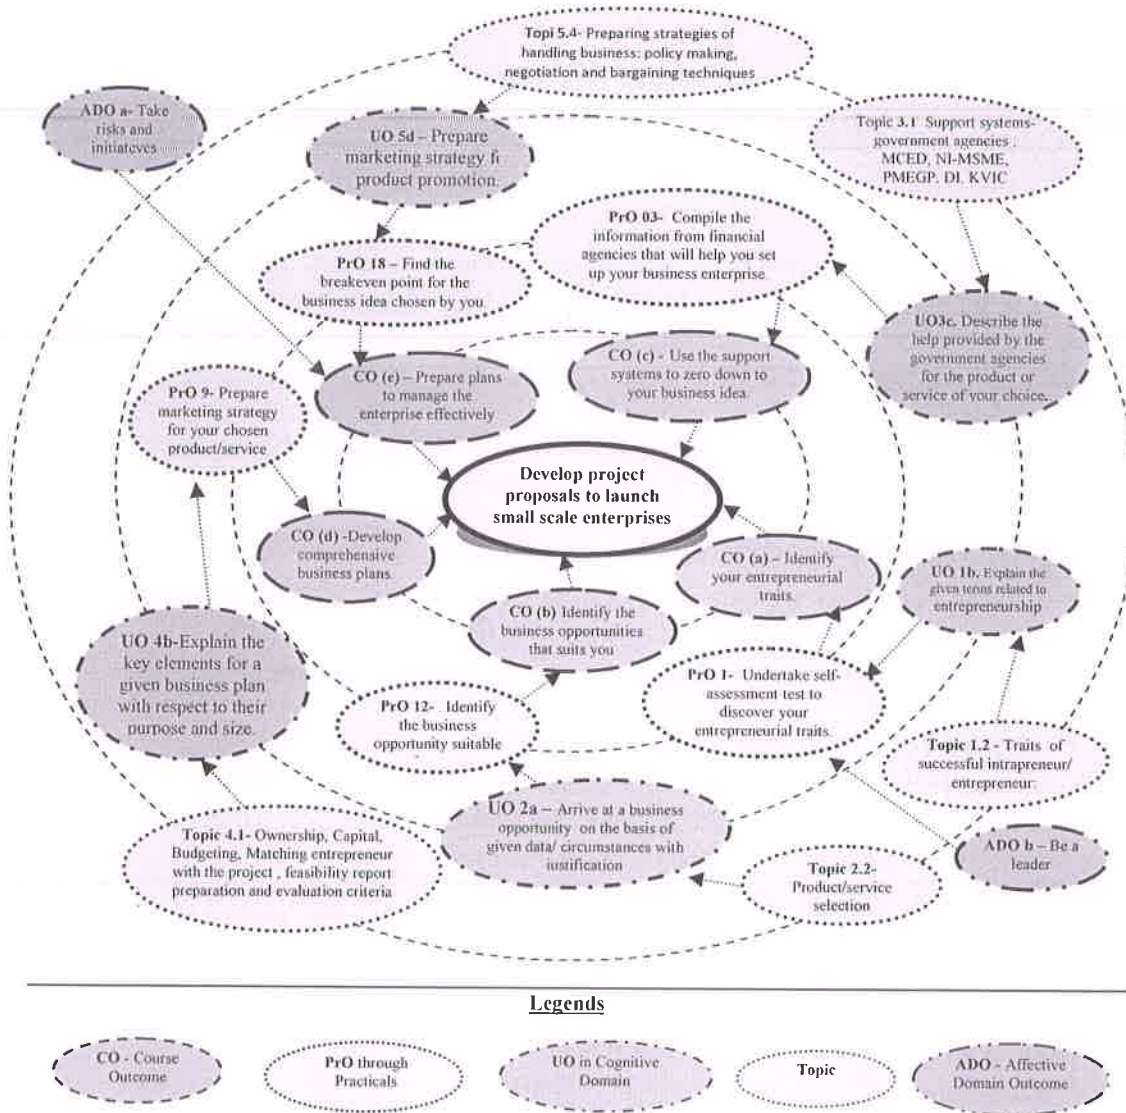 Topi 5.4- Preparing strategies of
handling business: policy making,
negotiation and bargaining techniques
ADO a- Take
risks and
initiateves
UO 5d – Prepare
marketing strategy f
product promotion.
Topic 3.1 Support systems-
government agencies :
MCED, NI-MSME,
PMEGP, DI, KVIC
PrO 03- Compile the
information from financial
agencies that will help you set
up your business enterprise
PrO 18 – Find the
breakeven point for the
business idea chosen by you.
UO3c. Describe the
help provided by the
government agencies
for the product or
service of your choice.
CO (c) - Use the support
systems to zero down to
your business idea.
CO (e) – Prepare plans
to manage the
enterprise effectively
PrO 9- Prepare
marketing strategy
for your chosen
product/service
Develop project
proposals to launch
small scale enterprises
CO (d) -Develop
comprehensive
business plans.
CO (a) – Identify
your entrepreneurial
traits.
UO 1b. Explain the
given terms related to
entrepreneurship
CO (b) Identify the
business opportunities
that suits you
UO 4b-Explain the
key elements for a
given business plan
with respect to their
purpose and size.
PrO 1- Undertake self-
assessment test to
discover your
entrepreneurial traits.
PrO 12- . Identify
the business
opportunity suitable
Topic 1.2 - Traits of
successful intrapreneur/
entrepreneur.
UO 2a – Arrive at a business
opportunity on the basis of
given data/ circumstances with
justification
Topic 4.1- Ownership, Capital,
Budgeting, Matching entrepreneur
with the project , feasibility report
preparation and evaluation criteria
ADO b – Be a
leader
Topic 2.2-
Product/service
selection
Legends
CO - Course
Outcome
PrO through
Practicals
UO in Cognitive
Domain
Topic
ADO - Affective
Domain Outcome